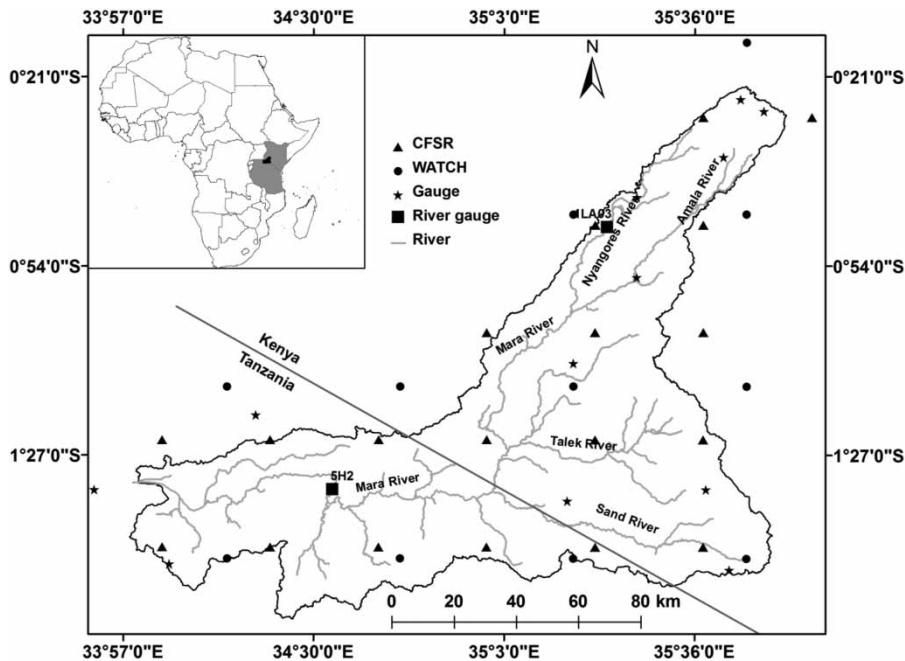 33°57'0"E 34°30'0"E 35°3'0"E 35°36'0"E
0°21'0"S 0°21'0"S
N
CFSR
WATCH
Gauge
River gauge
River
1LA03
Nyangores River
Amala River
0°54'0"S 0°54'0"S
Mara River
Kenya
Tanzania
Talek River
1°27'0"S 1°27'0"S
5H2
Mara River
Sand River
0 20 40 60 80 km
33°57'0"E 34°30'0"E 35°3'0"E 35°36'0"E